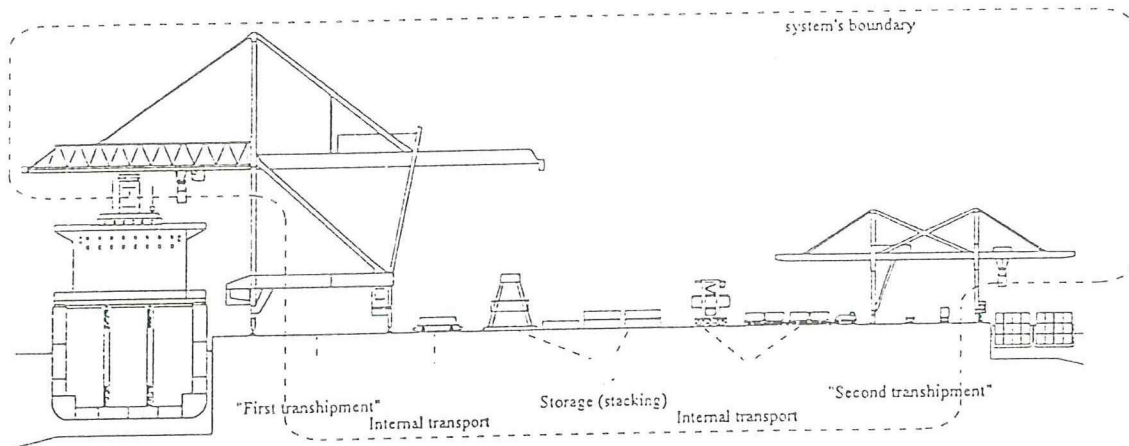 system's boundary
"First transhipment"
Internal transport
Storage (stacking)
Internal transport
"Second transhipment"